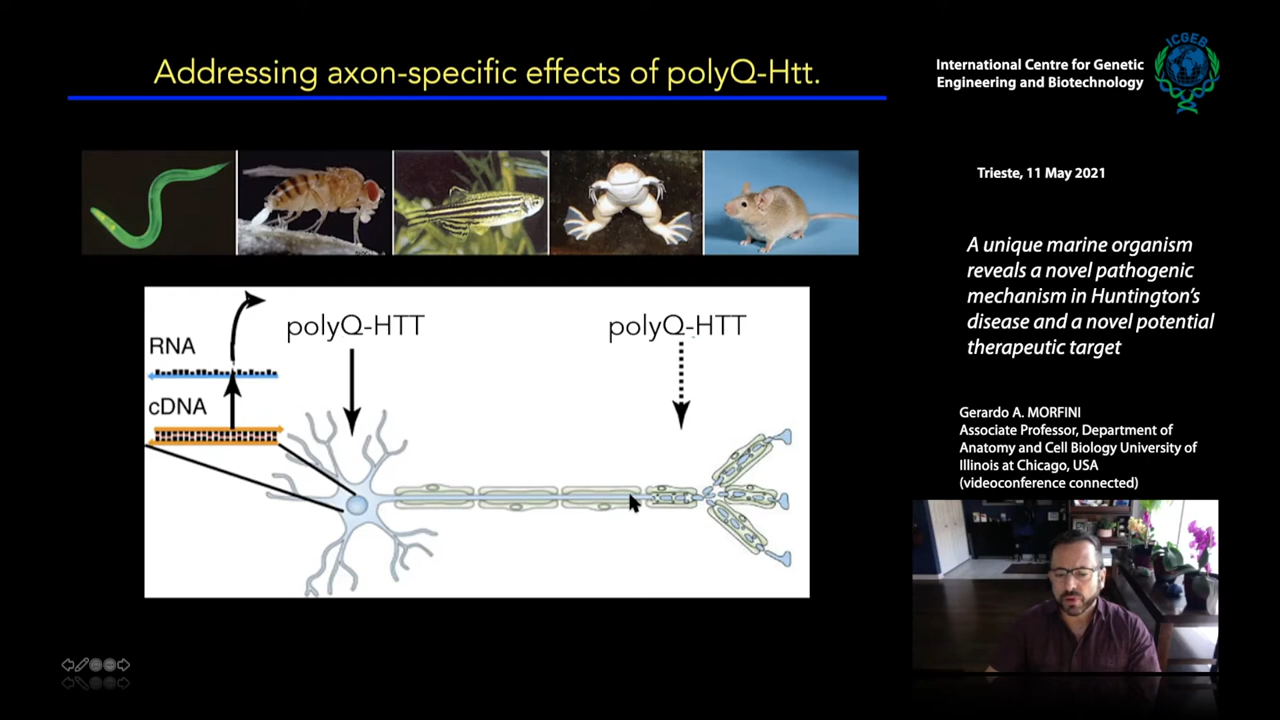 Addressing axon-specific effects of polyQ-Htt.
ICGEB
International Centre for Genetic
Engineering and Biotechnology
Trieste, 11 May 2021
A unique marine organism
reveals a novel pathogenic
mechanism in Huntington's
disease and a novel potential
therapeutic target
Gerardo A. MORFINI
Associate Professor, Department of
Anatomy and Cell Biology University of
Illinois at Chicago, USA
(videoconference connected)
polyQ-HTT
polyQ-HTT
RNA
cDNA